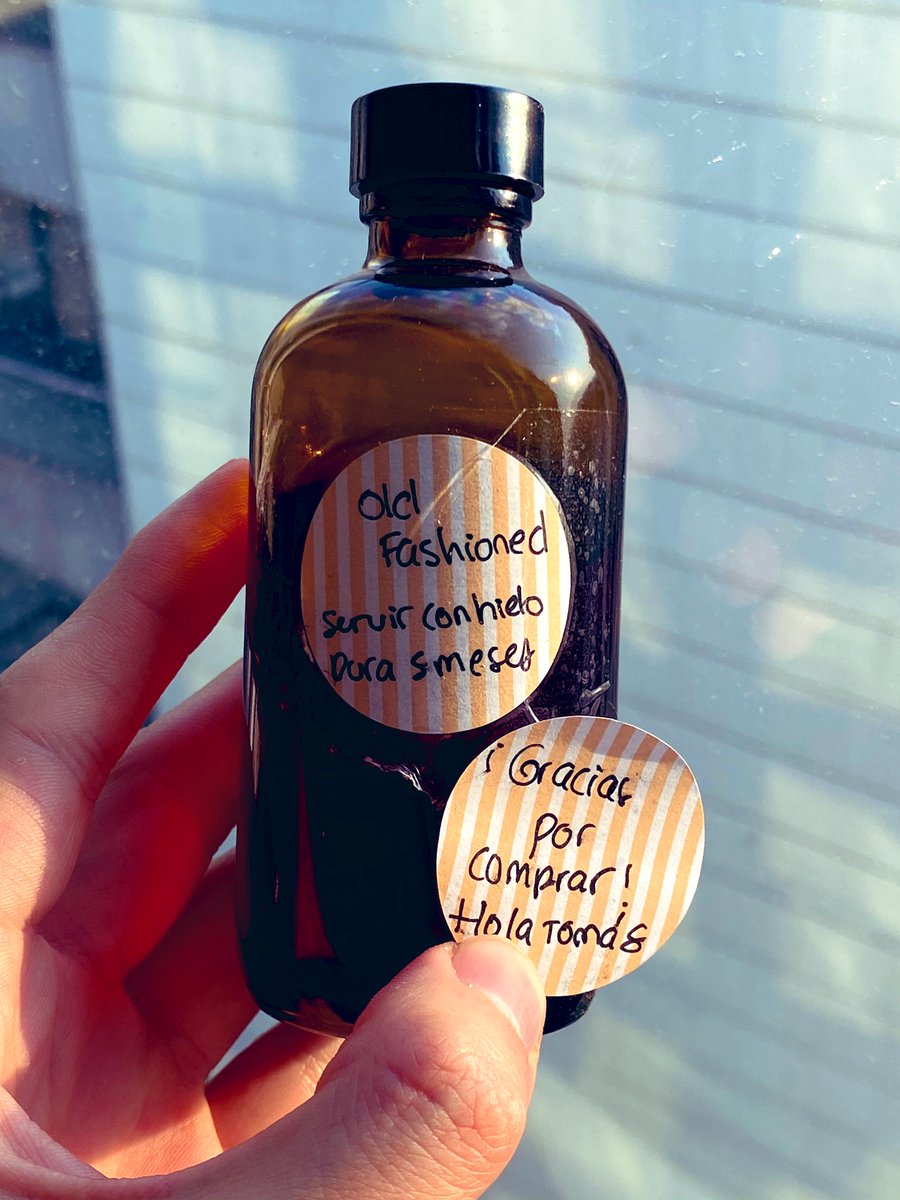 Old
Fashioned
servir con hielo
Dura 5 meses
¡Gracias
por
comprar!
Hola Tomás